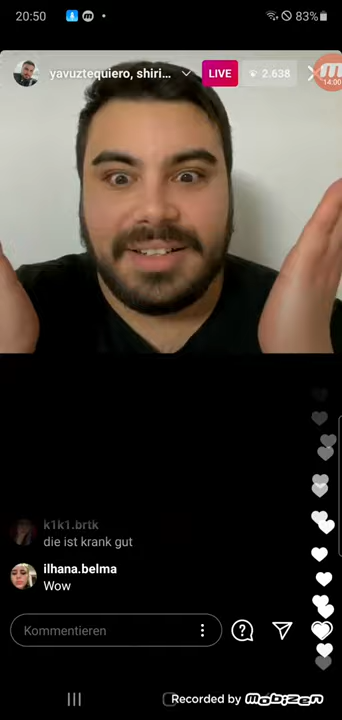 20:50
83%
yavuztequiero, shiri...
LIVE
2.638
14:00
k1k1.brtk
die ist krank gut
ilhana.belma
Wow
Kommentieren
Recorded by mobizen